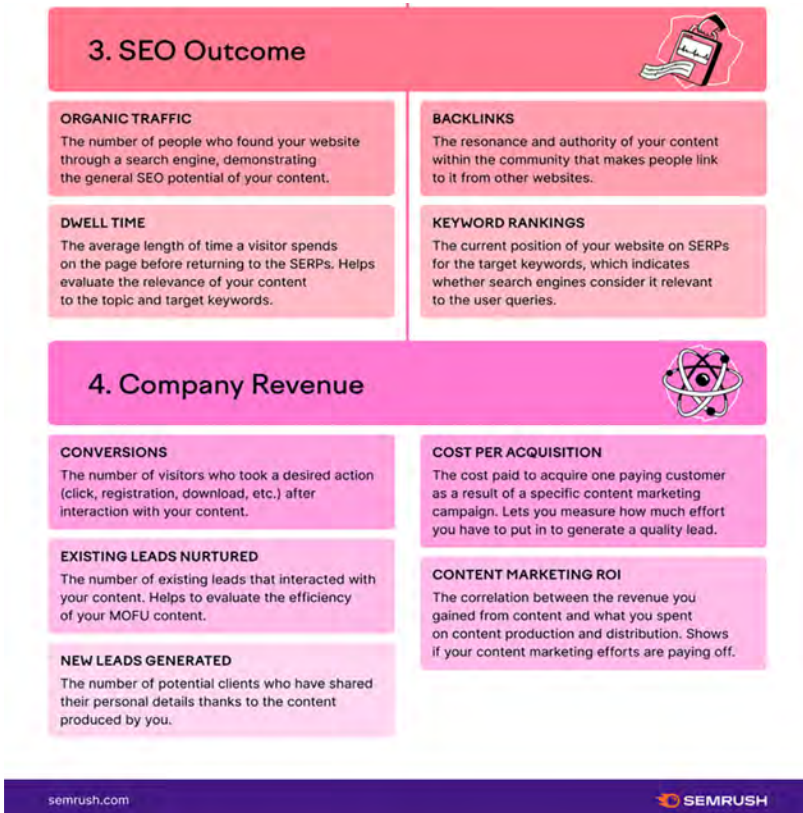 3. SEO Outcome
ORGANIC TRAFFIC
The number of people who found your website
through a search engine, demonstrating
the general SEO potential of your content.
BACKLINKS
The resonance and authority of your content
within the community that makes people link
to it from other websites.
DWELL TIME
The average length of time a visitor spends
on the page before returning to the SERPs. Helps
evaluate the relevance of your content
to the topic and target keywords.
KEYWORD RANKINGS
The current position of your website on SERPs
for the target keywords, which indicates
whether search engines consider it relevant
to the user queries.
4. Company Revenue
CONVERSIONS
The number of visitors who took a desired action
(click, registration, download, etc.) after
interaction with your content.
COST PER ACQUISITION
The cost paid to acquire one paying customer
as a result of a specific content marketing
campaign. Lets you measure how much effort
you have to put in to generate a quality lead.
EXISTING LEADS NURTURED
The number of existing leads that interacted with
your content. Helps to evaluate the efficiency
of your MOFU content.
CONTENT MARKETING ROI
The correlation between the revenue you
gained from content and what you spent
on content production and distribution. Shows
if your content marketing efforts are paying off.
NEW LEADS GENERATED
The number of potential clients who have shared
their personal details thanks to the content
produced by you.
semrush.com
SEMRUSH